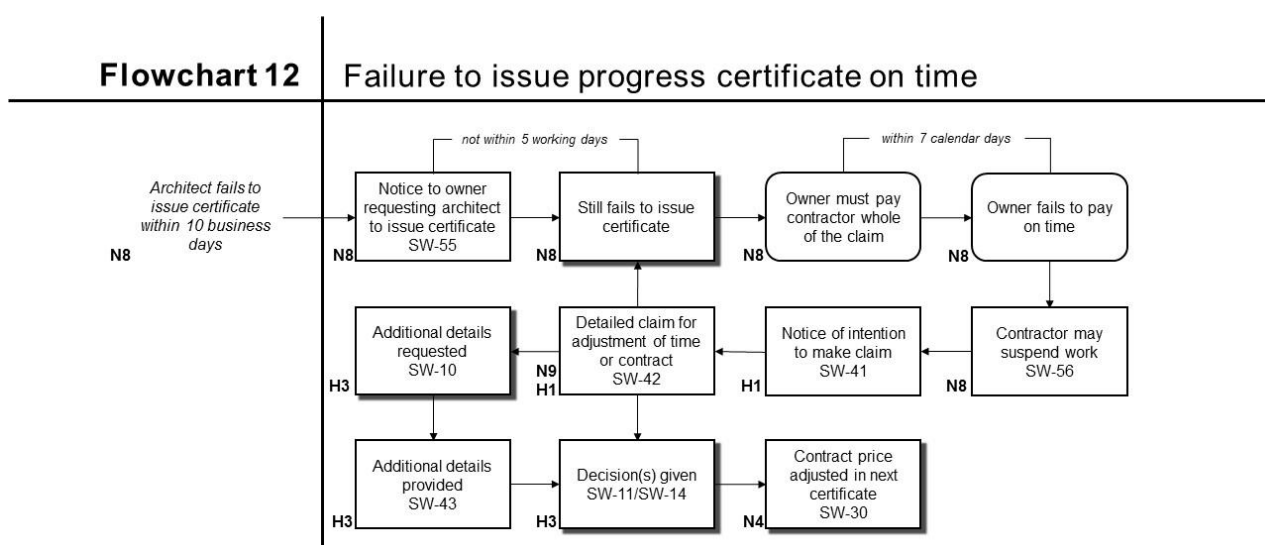 Flowchart 12
Failure to issue progress certificate on time
not within 5 working days
within 7 calendar days
Architect fails to
issue certificate
within 10 business
days
N8
Notice to owner
requesting architect
to issue certificate
SW-55
N8
Still fails to issue
certificate
N8
Owner must pay
contractor whole
of the claim
N8
Owner fails to pay
on time
N8
Additional details
requested
SW-10
H3
Detailed claim for
adjustment of time
or contract
SW-42
N9
H1
Notice of intention
to make claim
SW-41
H1
Contractor may
suspend work
SW-56
N8
Additional details
provided
SW-43
H3
Decision(s) given
SW-11/SW-14
H3
Contract price
adjusted in next
certificate
SW-30
N4